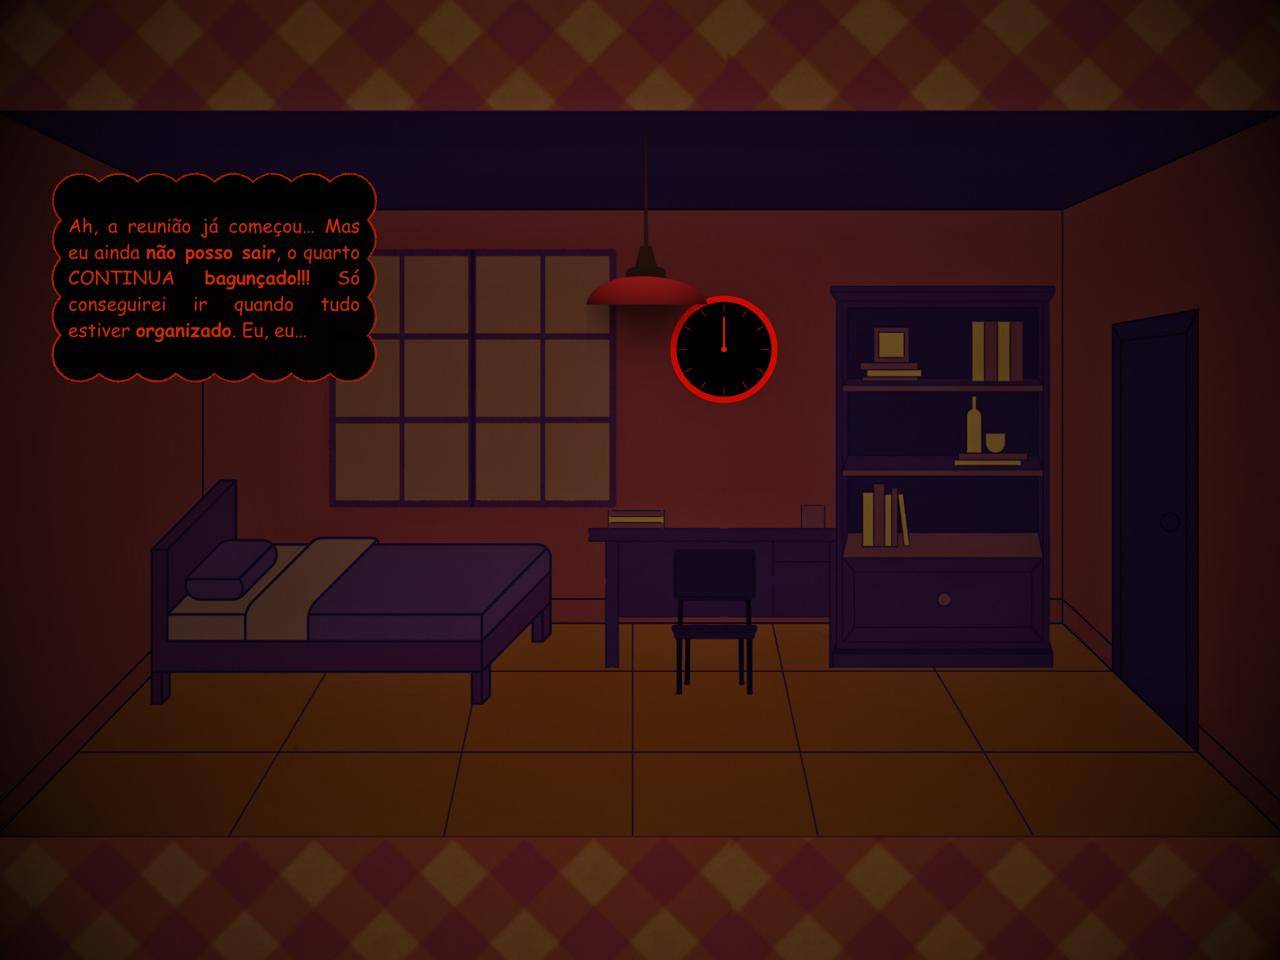 Ah, a reunião já começou... Mas
eu ainda não posso sair, o quarto
CONTINUA bagunçado!!! Só
conseguirei ir quando tudo
estiver organizado. Eu, eu...